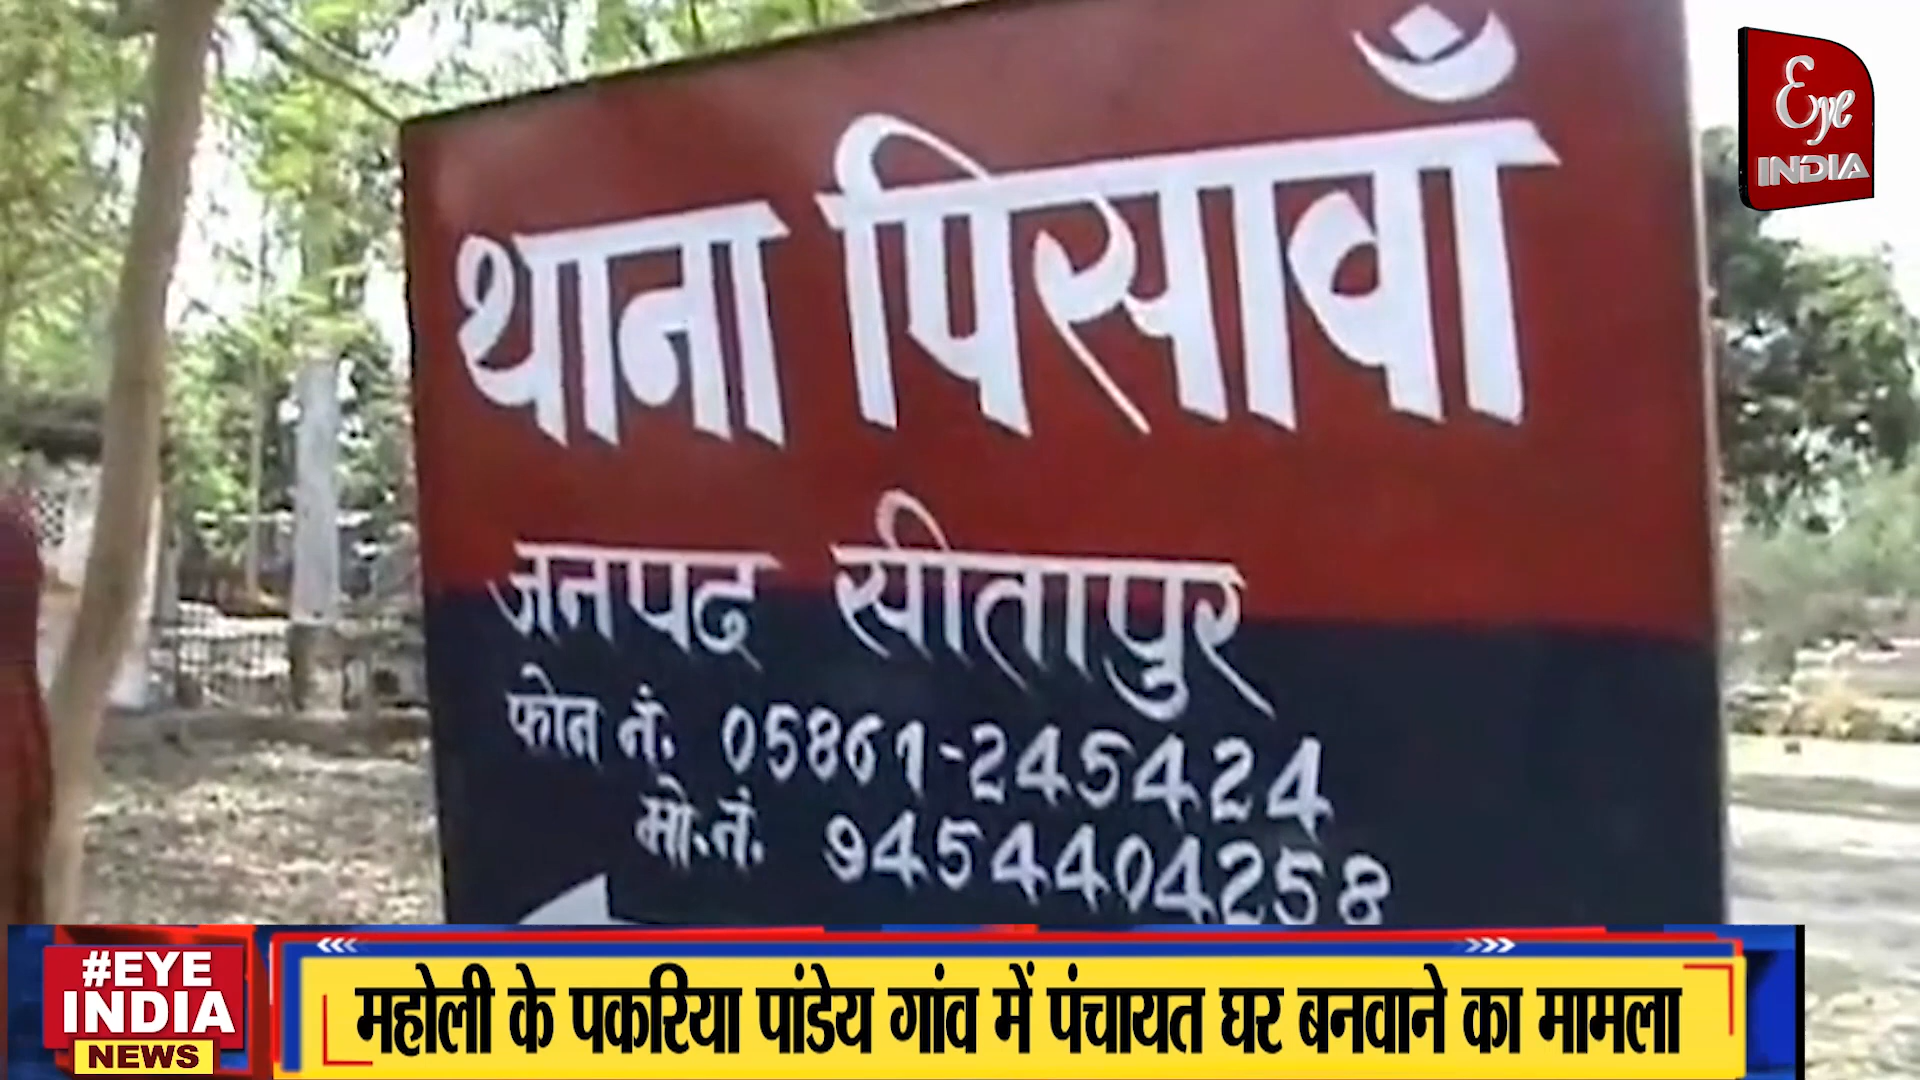 Eye
INDIA
थाना पिसावाँ
जनपद सीतापुर
फोन नं. 05861-245424
मो.नं. 9454404258
#EYE
INDIA
NEWS
महोली के पकरिया पांडेय गांव में पंचायत घर बनवाने का मामला